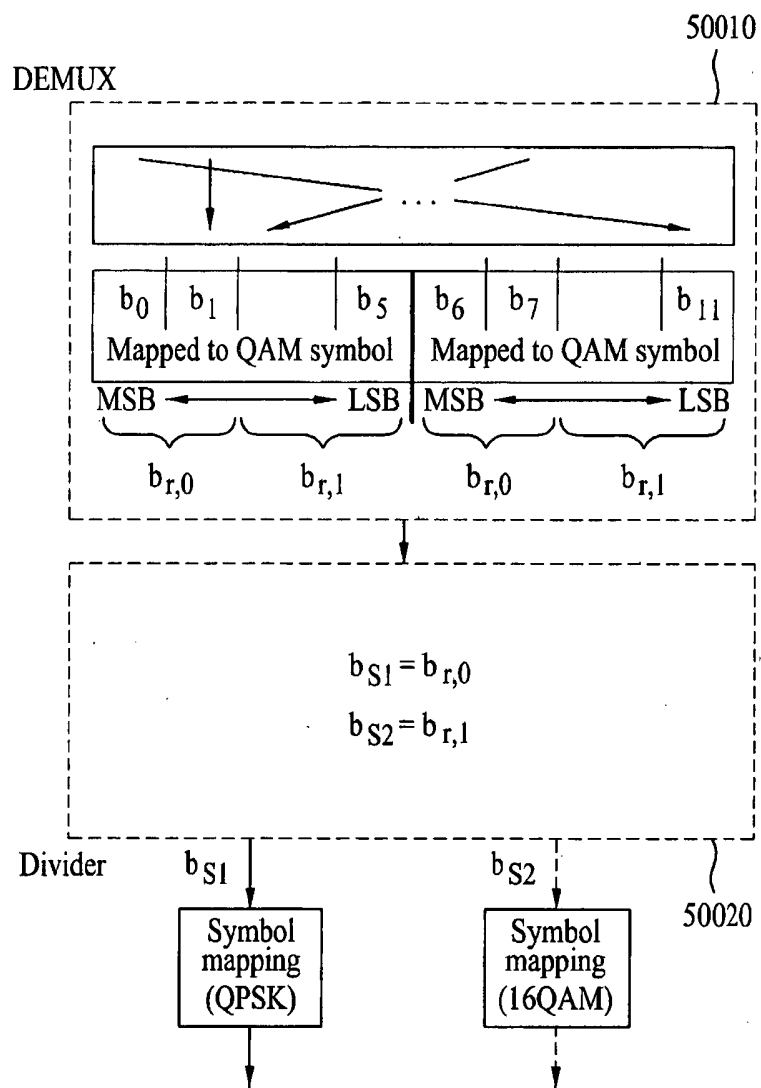 50010
DEMUX
. . .
b0 b1 b5 b6 b7 b11
Mapped to QAM symbol Mapped to QAM symbol
MSB LSB MSB LSB
br,0 br,1 br,0 br,1
bS1 = br,0
bS2 = br,1
Divider bS1 bS2
50020
Symbol mapping (QPSK)
Symbol mapping (16QAM)